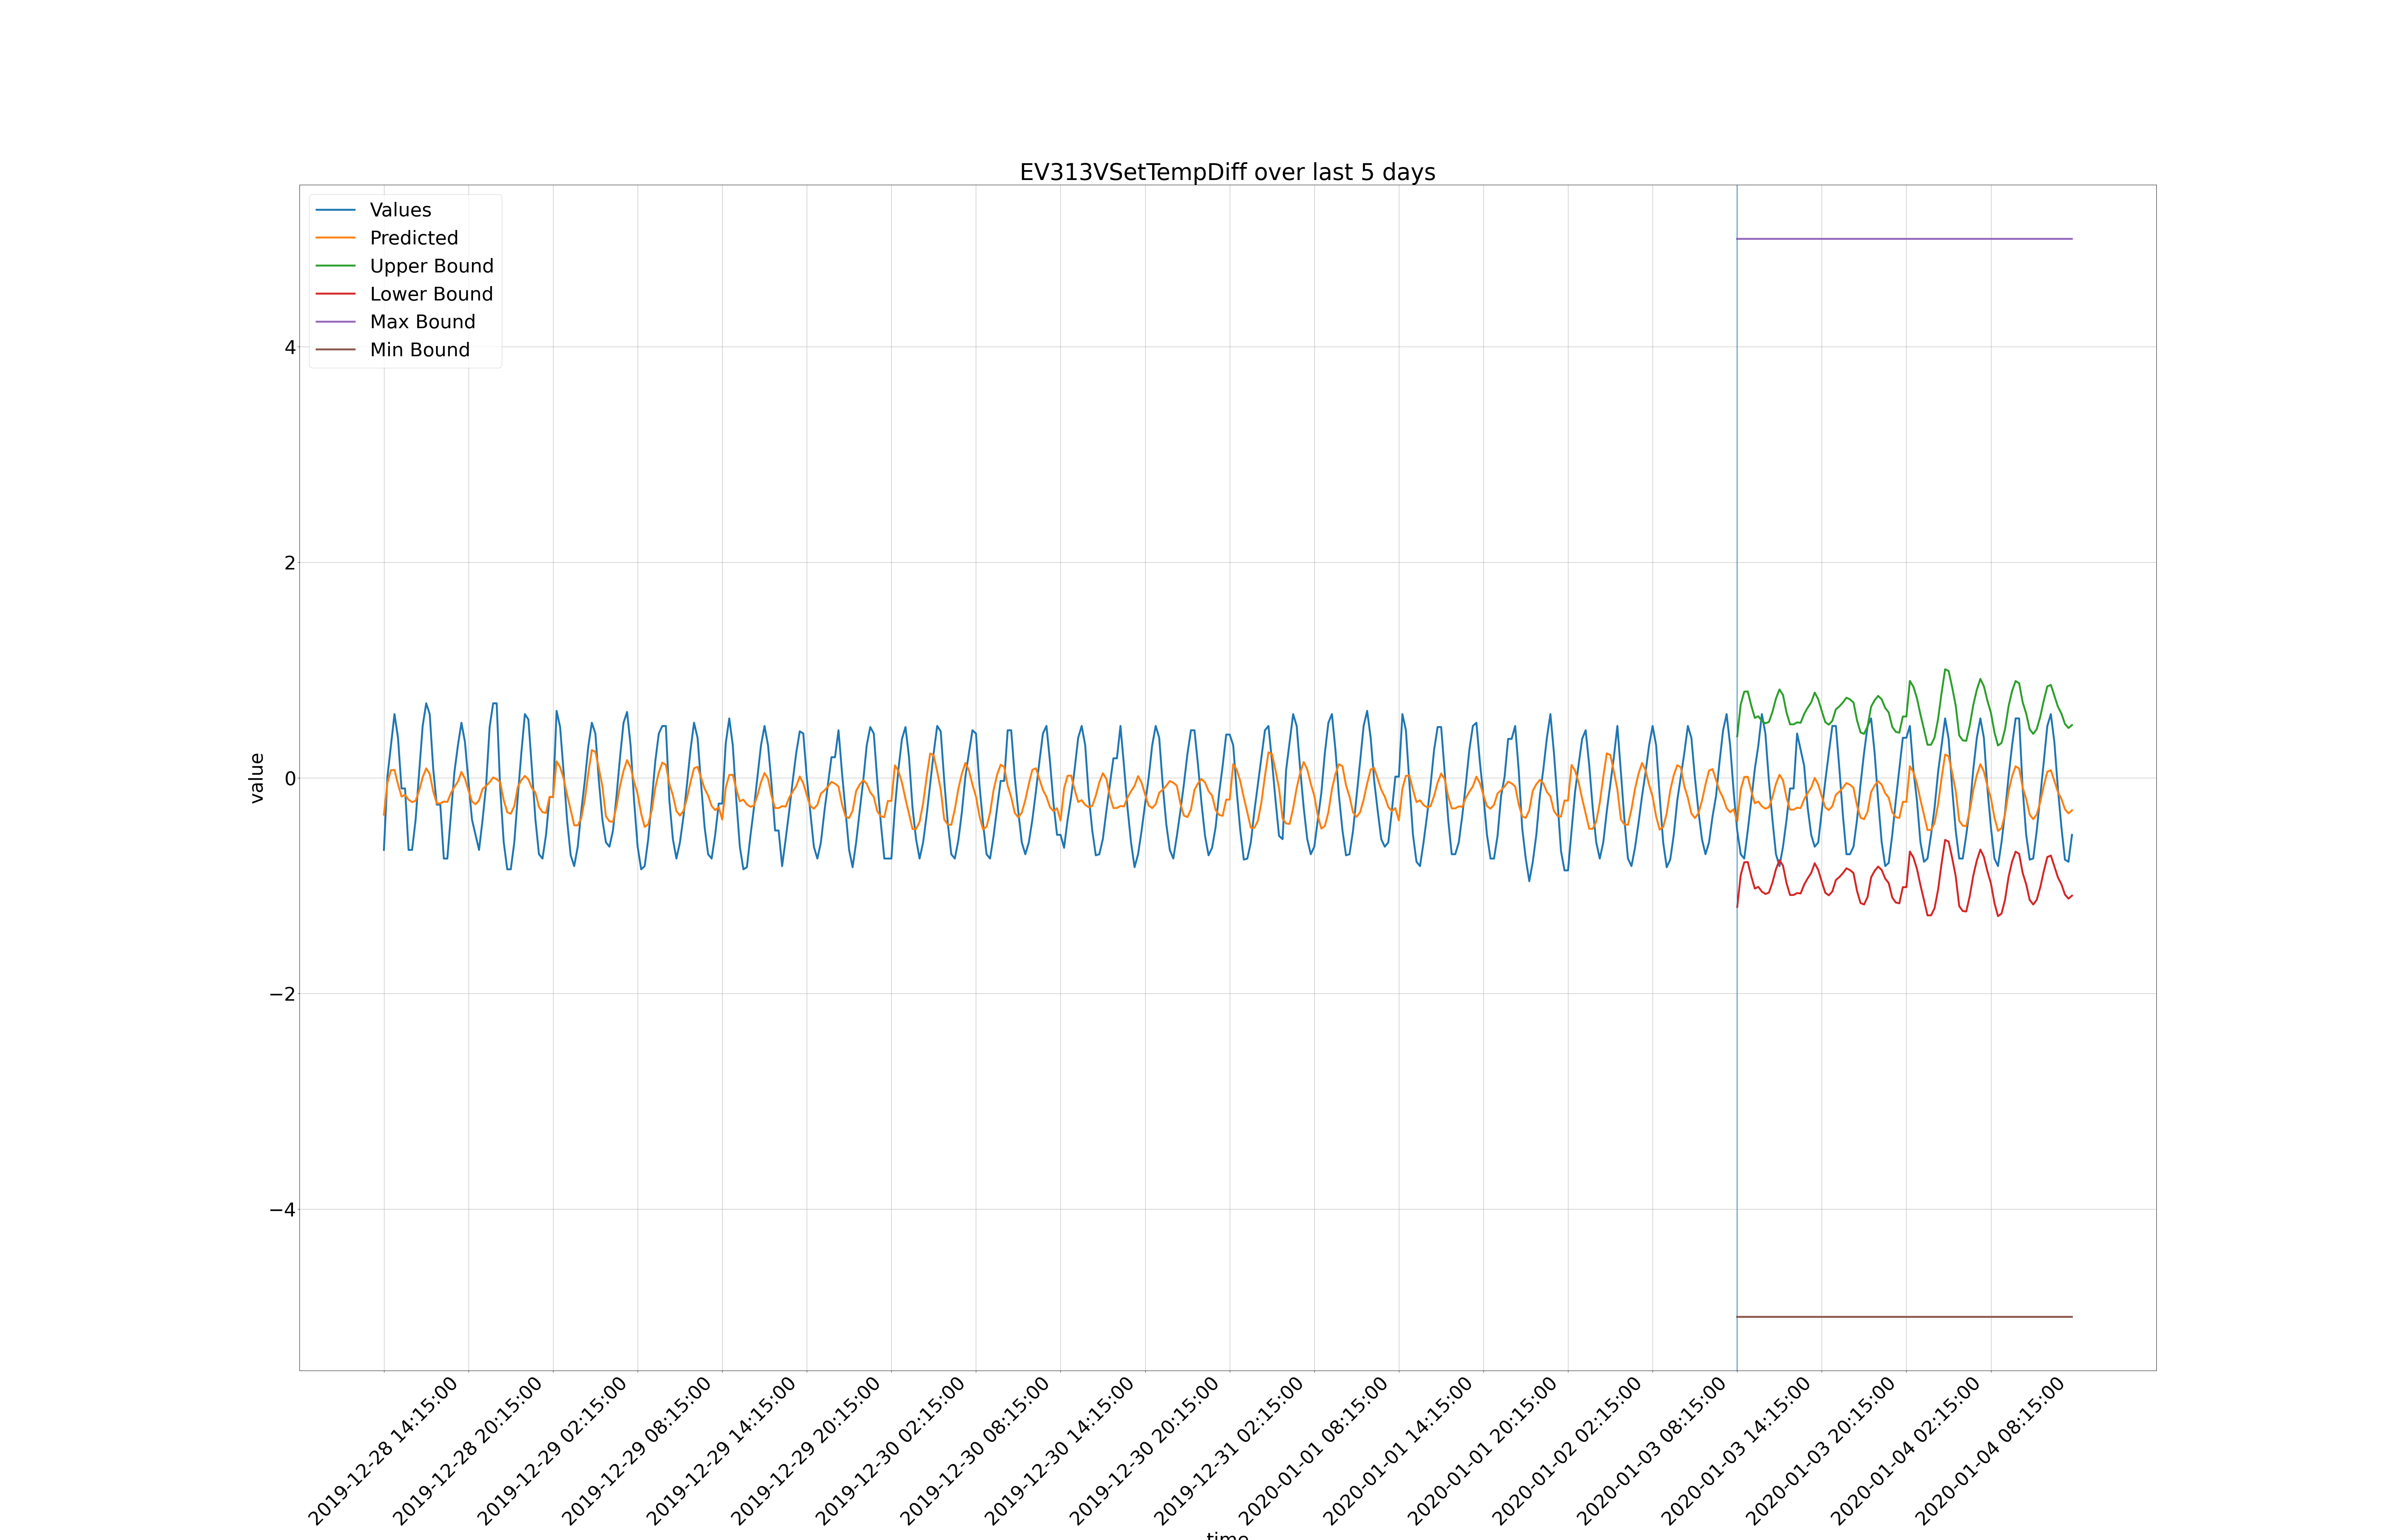 EV313VSetTempDiff over last 5 days
Values
Predicted
Upper Bound
Lower Bound
Max Bound
Min Bound
value
4
2
0
−2
−4
2019-12-28 14:15:00
2019-12-28 20:15:00
2019-12-29 02:15:00
2019-12-29 08:15:00
2019-12-29 14:15:00
2019-12-29 20:15:00
2019-12-30 02:15:00
2019-12-30 08:15:00
2019-12-30 14:15:00
2019-12-30 20:15:00
2019-12-31 02:15:00
2020-01-01 08:15:00
2020-01-01 14:15:00
2020-01-01 20:15:00
2020-01-02 02:15:00
2020-01-03 08:15:00
2020-01-03 14:15:00
2020-01-03 20:15:00
2020-01-04 02:15:00
2020-01-04 08:15:00
time